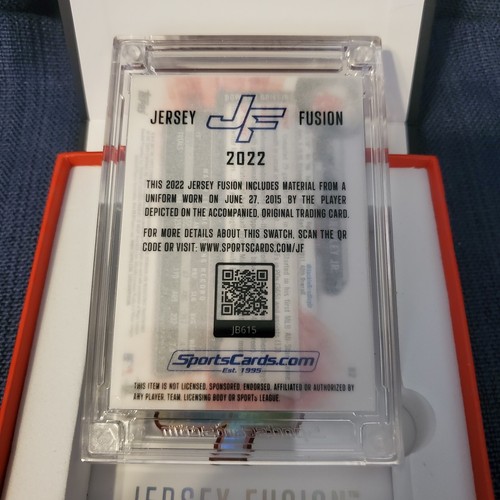 JERSEY JF FUSION
2022
THIS 2022 JERSEY FUSION INCLUDES MATERIAL FROM A
UNIFORM WORN ON JUNE 27, 2015 BY THE PLAYER
DEPICTED ON THE ACCOMPANIED, ORIGINAL TRADING CARD.
FOR MORE DETAILS ABOUT THIS SWATCH, SCAN THE QR
CODE OR VISIT: WWW.SPORTSCARDS.COM/JF
JB615
SportsCards.com
Est. 1995
THIS ITEM IS NOT LICENSED, SPONSORED, ENDORSED, AFFILIATED OR AUTHORIZED BY
ANY PLAYER, TEAM, LICENSING BODY OR SPORTs LEAGUE.
JERSEY FUSION